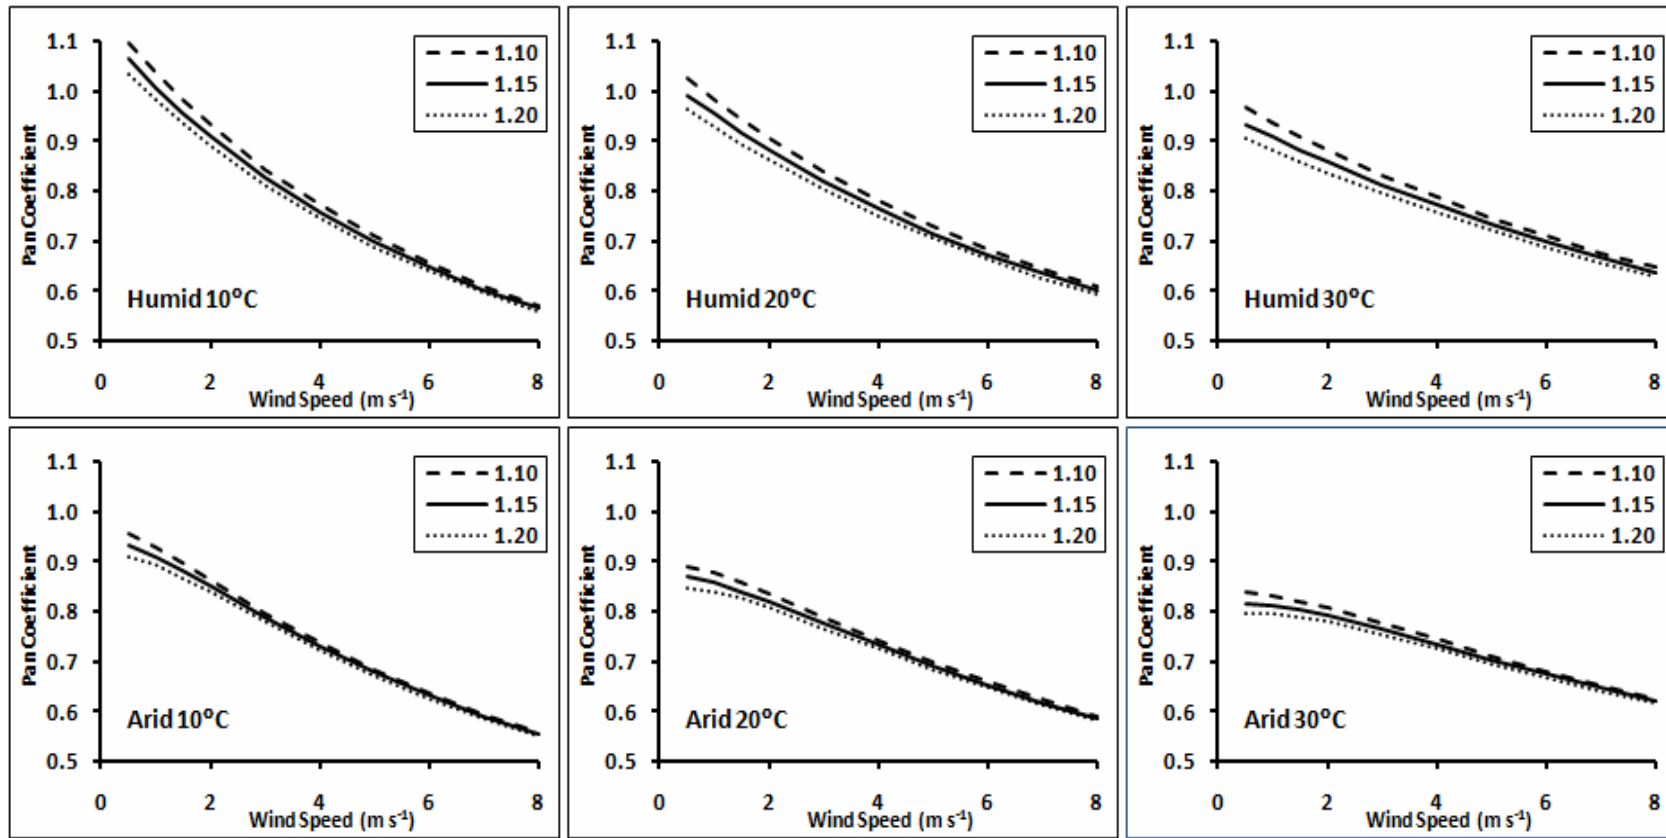 1.1
1.0
0.9
0.8
0.7
0.6
0.5
Pan Coefficient
1.10
1.15
1.20
Humid 10°C
0 2 4 6 8
Wind Speed (m s-1)
1.1
1.0
0.9
0.8
0.7
0.6
0.5
Pan Coefficient
1.10
1.15
1.20
Humid 20°C
0 2 4 6 8
Wind Speed (m s-1)
1.1
1.0
0.9
0.8
0.7
0.6
0.5
Pan Coefficient
1.10
1.15
1.20
Humid 30°C
0 2 4 6 8
Wind Speed (m s-1)
1.1
1.0
0.9
0.8
0.7
0.6
0.5
Pan Coefficient
1.10
1.15
1.20
Arid 10°C
0 2 4 6 8
Wind Speed (m s-1)
1.1
1.0
0.9
0.8
0.7
0.6
0.5
Pan Coefficient
1.10
1.15
1.20
Arid 20°C
0 2 4 6 8
Wind Speed (m s-1)
1.1
1.0
0.9
0.8
0.7
0.6
0.5
Pan Coefficient
1.10
1.15
1.20
Arid 30°C
0 2 4 6 8
Wind Speed (m s-1)